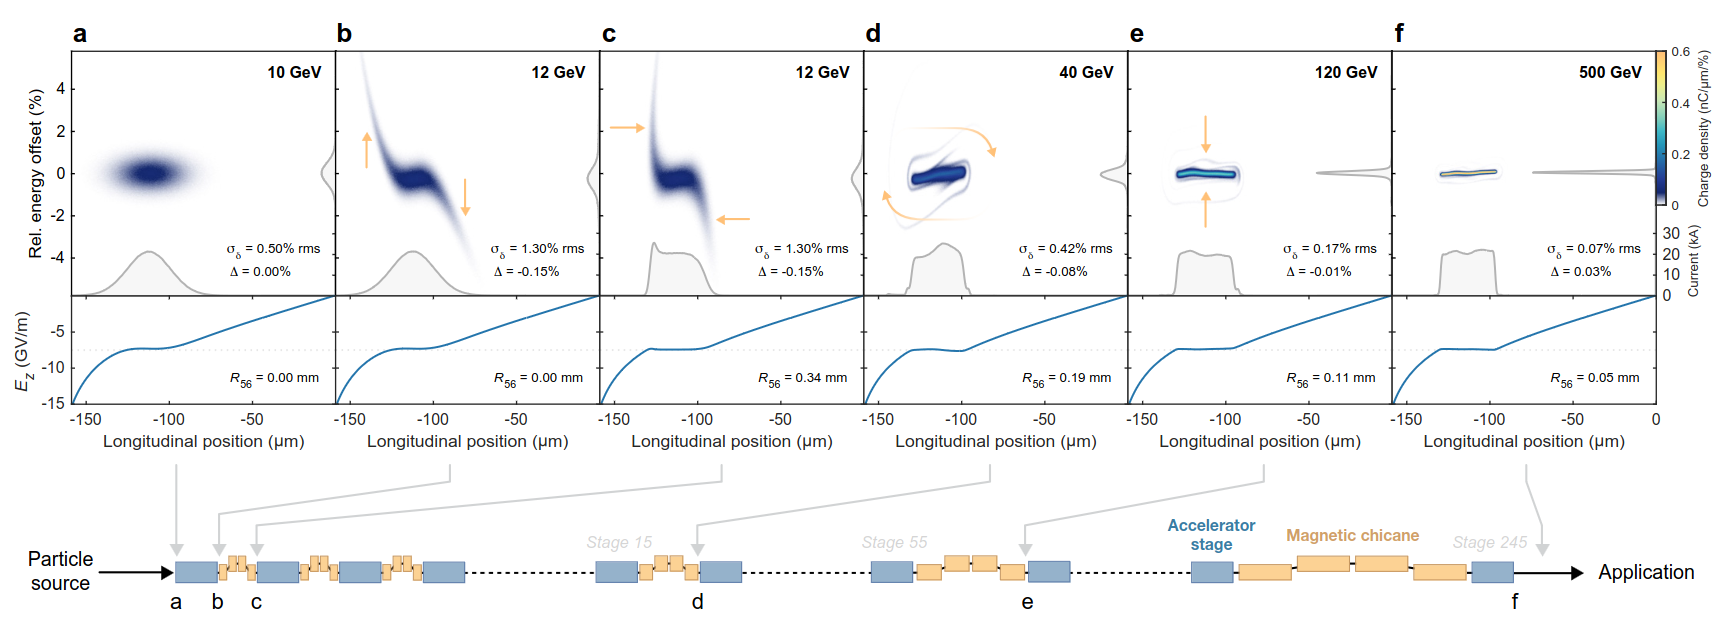 a b c d e f
10 GeV 12 GeV 12 GeV 40 GeV 120 GeV 500 GeV
Rel. energy offset (%)
4
2
0
-2
-4
σδ = 0.50% rms
Δ = 0.00%
σδ = 1.30% rms
Δ = -0.15%
σδ = 1.30% rms
Δ = -0.15%
σδ = 0.42% rms
Δ = -0.08%
σδ = 0.17% rms
Δ = -0.01%
σδ = 0.07% rms
Δ = 0.03%
0.6
0.4
0.2
0
Charge density (nC/μm/%)
30
20
10
0
Current (kA)
Ez (GV/m)
-5
-10
-15
R56 = 0.00 mm R56 = 0.00 mm R56 = 0.34 mm R56 = 0.19 mm R56 = 0.11 mm R56 = 0.05 mm
-150 -100 -50 -150 -100 -50 -150 -100 -50 -150 -100 -50 -150 -100 -50 -150 -100 -50 0
Longitudinal position (μm) Longitudinal position (μm) Longitudinal position (μm) Longitudinal position (μm) Longitudinal position (μm) Longitudinal position (μm)
Particle
source
Stage 15
Stage 55
Accelerator
stage
Magnetic chicane
Stage 245
Application
a b c d e f